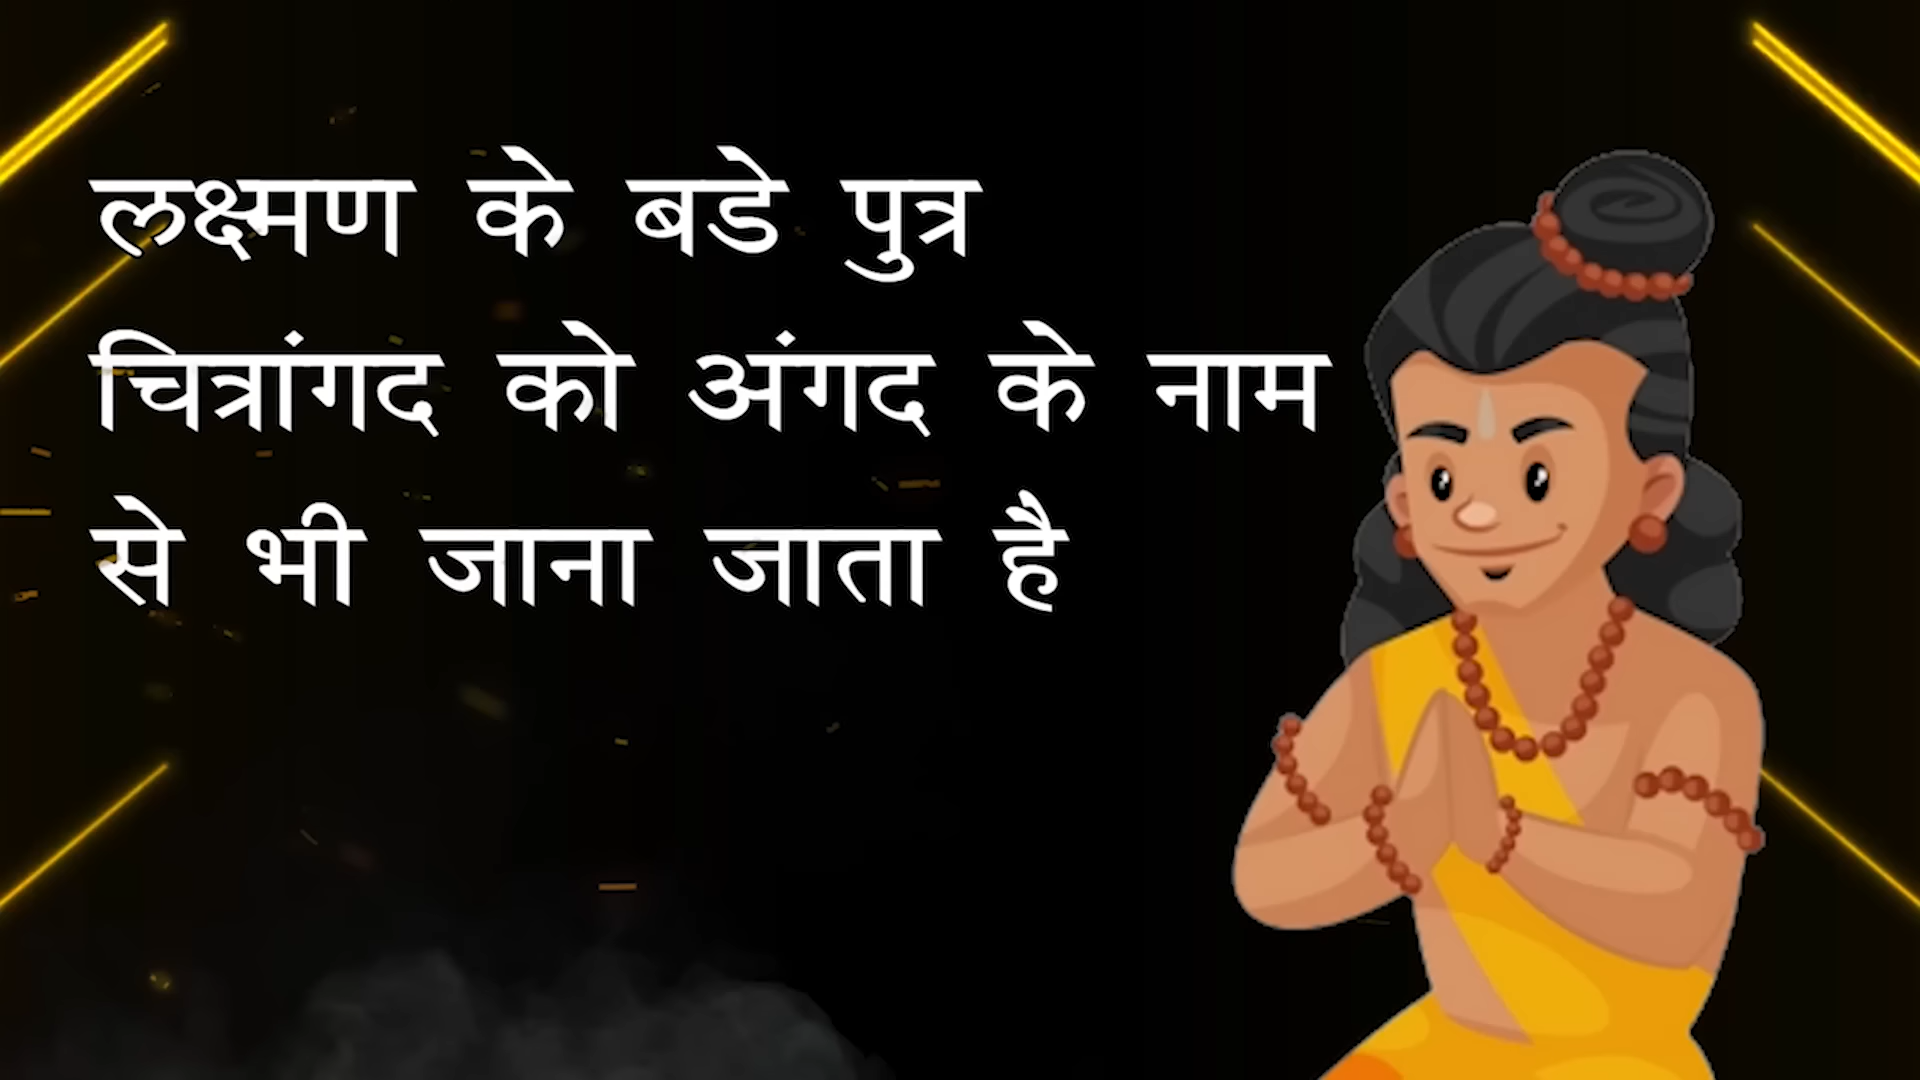 लक्ष्मण के बडे पुत्र
चित्रांगद को अंगद के नाम
से भी जाना जाता है